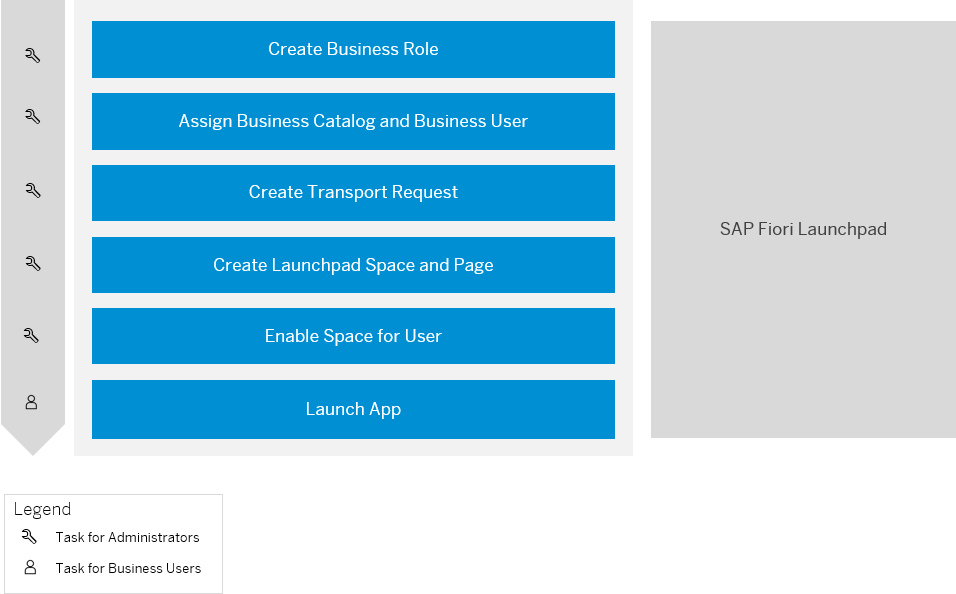 Create Business Role
Assign Business Catalog and Business User
Create Transport Request
Create Launchpad Space and Page
Enable Space for User
Launch App
SAP Fiori Launchpad
Legend
Task for Administrators
Task for Business Users